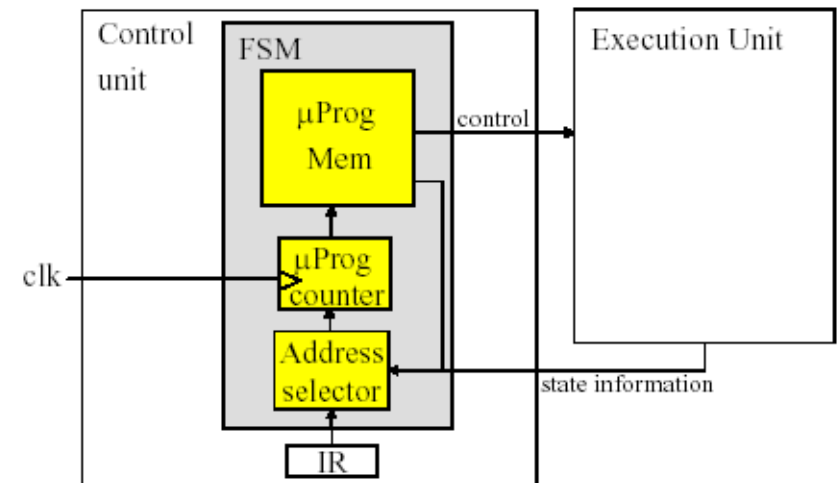 Control
unit
FSM
Execution Unit
μProg
Mem
control
clk
μProg
counter
Address
selector
state information
IR